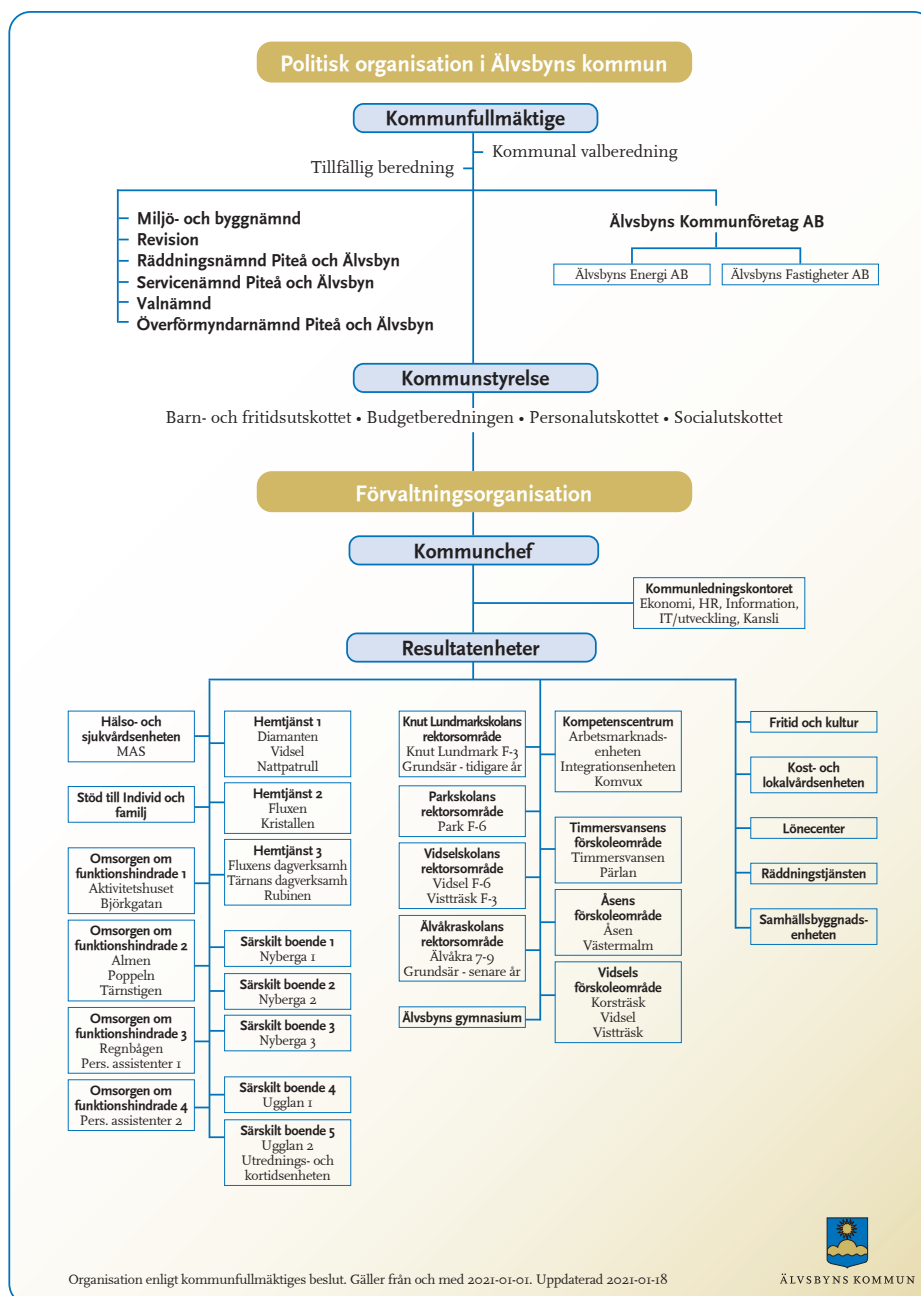 Politisk organisation i Älvsbyns kommun
Kommunfullmäktige
Kommunal valberedning
Tillfällig beredning
Miljö- och byggnämnd
Revision
Räddningsnämnd Piteå och Älvsbyn
Servicenämnd Piteå och Älvsbyn
Valnämnd
Överförmyndarnämnd Piteå och Älvsbyn
Älvsbyns Kommunföretag AB
Älvsbyns Energi AB
Älvsbyns Fastigheter AB
Kommunstyrelse
Barn- och fritidsutskottet • Budgetberedningen • Personalutskottet • Socialutskottet
Förvaltningsorganisation
Kommunchef
Kommunledningskontoret
Ekonomi, HR, Information,
IT/utveckling, Kansli
Resultatenheter
Hälso- och
sjukvårdsenheten
MAS
Stöd till Individ och
familj
Omsorgen om
funktionshindrade 1
Aktivitetshuset
Björkgatan
Omsorgen om
funktionshindrade 2
Almen
Poppeln
Tärnstigen
Omsorgen om
funktionshindrade 3
Regnbågen
Pers. assistenter 1
Omsorgen om
funktionshindrade 4
Pers. assistenter 2
Hemtjänst 1
Diamanten
Vidsel
Nattpatrull
Hemtjänst 2
Fluxen
Kristallen
Hemtjänst 3
Fluxens dagverksamh
Tärnans dagverksamh
Rubinen
Särskilt boende 1
Nyberga 1
Särskilt boende 2
Nyberga 2
Särskilt boende 3
Nyberga 3
Särskilt boende 4
Ugglan 1
Särskilt boende 5
Ugglan 2
Utrednings- och
kortidsenheten
Knut Lundmarkskolans
rektorsområde
Knut Lundmark F-3
Grundsär - tidigare år
Parkskolans
rektorsområde
Park F-6
Vidselskolans
rektorsområde
Vidsel F-6
Vistträsk F-3
Älvåkraskolans
rektorsområde
Älvåkra 7-9
Grundsär - senare år
Älvsbyns gymnasium
Kompetenscentrum
Arbetsmarknads-
enheten
Integrationsenheten
Komvux
Timmersvansens
förskoleområde
Timmersvansen
Pärlan
Åsens
förskoleområde
Åsen
Västermalm
Vidsels
förskoleområde
Korsträsk
Vidsel
Vistträsk
Fritid och kultur
Kost- och
lokalvårdsenheten
Lönecenter
Räddningstjänsten
Samhällsbyggnads-
enheten
Organisation enligt kommunfullmäktiges beslut. Gäller från och med 2021-01-01. Uppdaterad 2021-01-18
ÄLVSBYNS KOMMUN